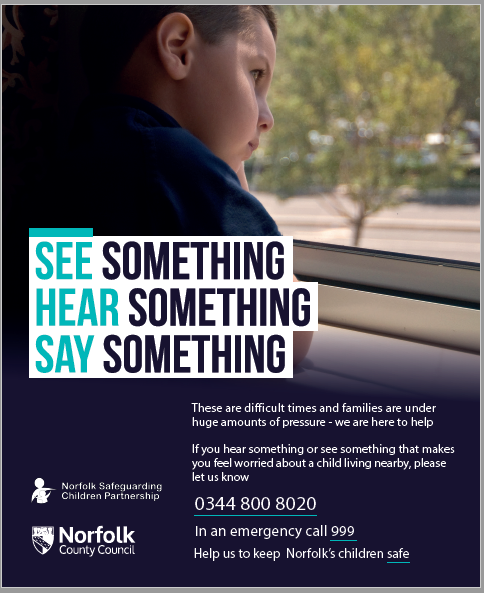 SEE SOMETHING
HEAR SOMETHING
SAY SOMETHING
These are difficult times and families are under
huge amounts of pressure - we are here to help
If you hear something or see something that makes
you feel worried about a child living nearby, please
let us know
0344 800 8020
In an emergency call 999
Help us to keep Norfolk's children safe
Norfolk Safeguarding
Children Partnership
Norfolk
County Council